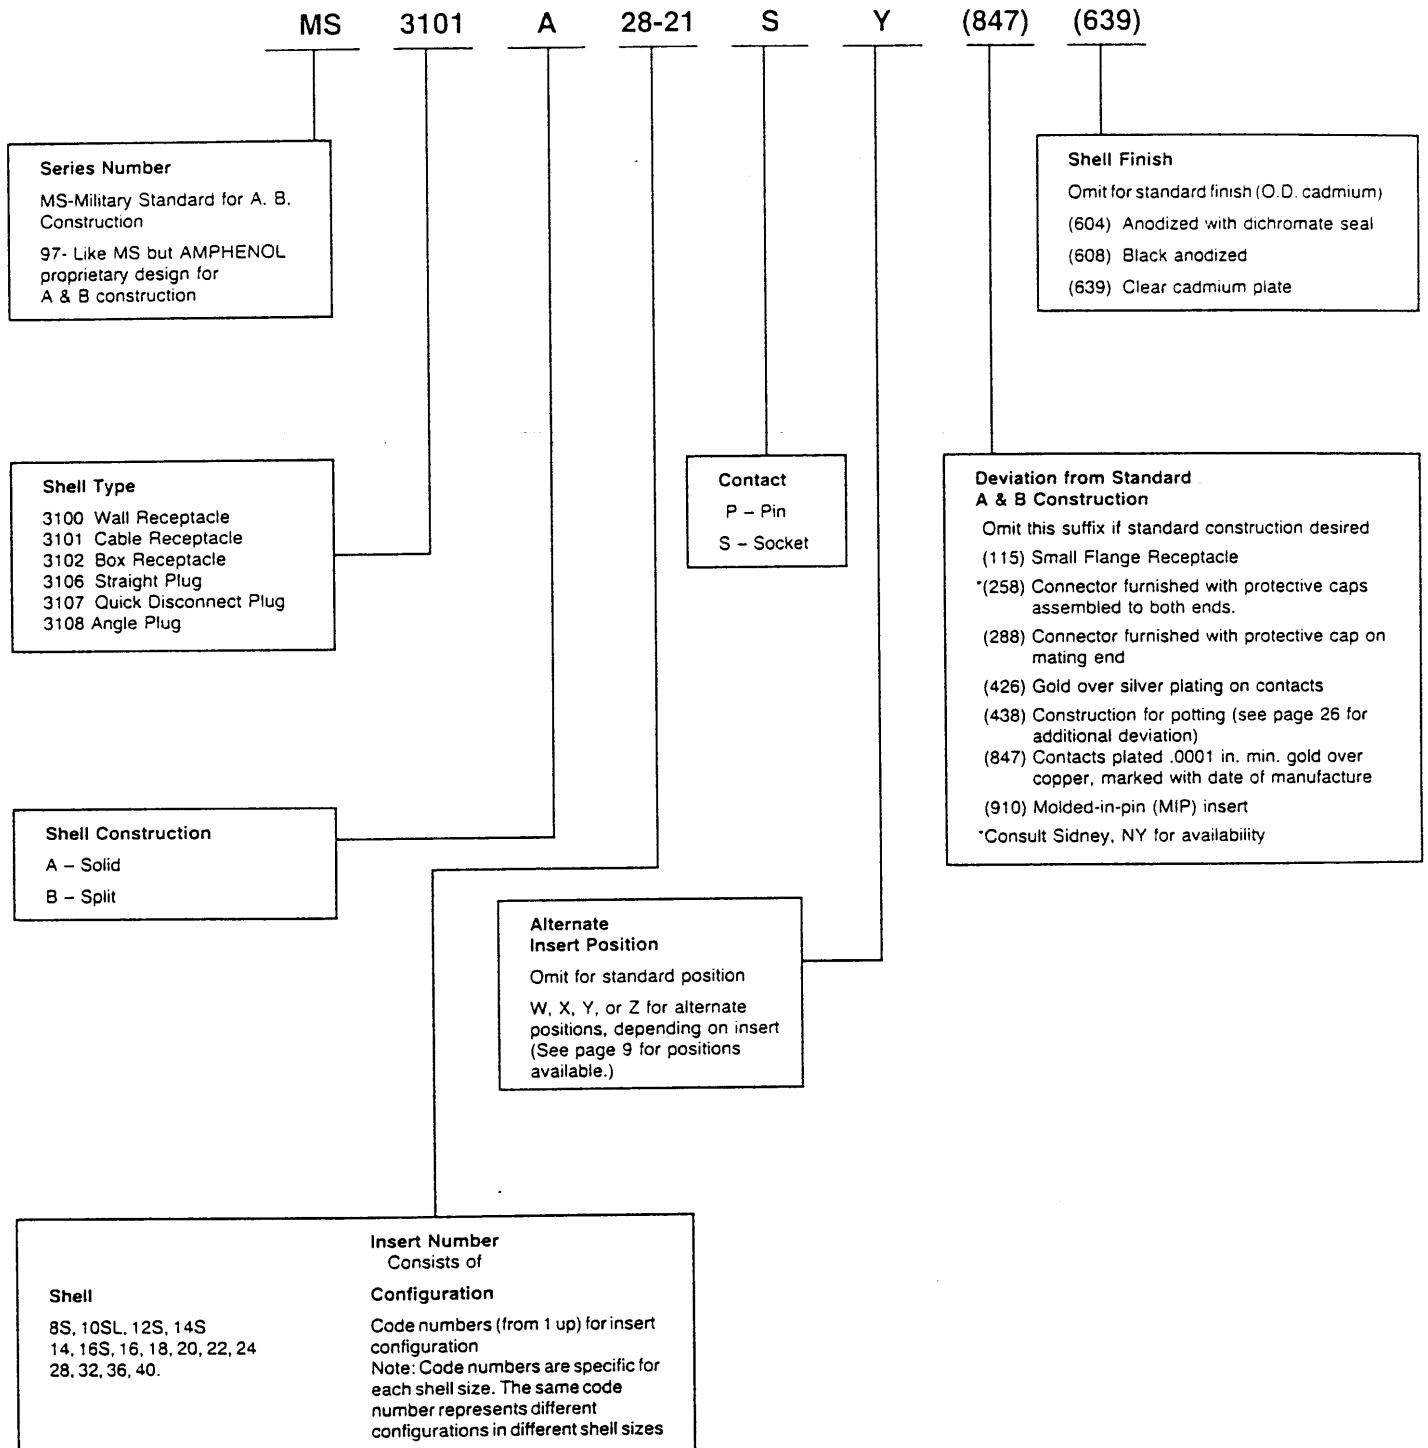 MS 3101 A 28-21 S Y (847) (639)
Series Number
MS-Military Standard for A. B.
Construction
97- Like MS but AMPHENOL
proprietary design for
A & B construction
Shell Finish
Omit for standard finish (O.D. cadmium)
(604) Anodized with dichromate seal
(608) Black anodized
(639) Clear cadmium plate
Shell Type
3100 Wall Receptacle
3101 Cable Receptacle
3102 Box Receptacle
3106 Straight Plug
3107 Quick Disconnect Plug
3108 Angle Plug
Contact
P – Pin
S – Socket
Deviation from Standard
A & B Construction
Omit this suffix if standard construction desired
(115) Small Flange Receptacle
*(258) Connector furnished with protective caps
assembled to both ends.
(288) Connector furnished with protective cap on
mating end
(426) Gold over silver plating on contacts
(438) Construction for potting (see page 26 for
additional deviation)
(847) Contacts plated .0001 in. min. gold over
copper, marked with date of manufacture
(910) Molded-in-pin (MIP) insert
*Consult Sidney, NY for availability
Shell Construction
A – Solid
B – Split
Alternate
Insert Position
Omit for standard position
W, X, Y, or Z for alternate
positions, depending on insert
(See page 9 for positions
available.)
Insert Number
Consists of
Shell
8S, 10SL, 12S, 14S
14, 16S, 16, 18, 20, 22, 24
28, 32, 36, 40.
Configuration
Code numbers (from 1 up) for insert
configuration
Note: Code numbers are specific for
each shell size. The same code
number represents different
configurations in different shell sizes